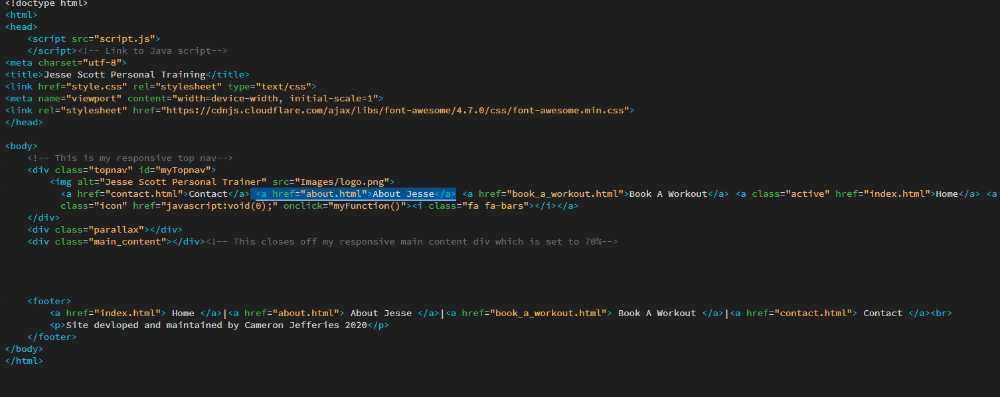 <!doctype html>
<html>
<head>
    <script src="script.js">
    </script><!-- Link to Java script-->
<meta charset="utf-8">
<title>Jesse Scott Personal Training</title>
<link href="style.css" rel="stylesheet" type="text/css">
<meta name="viewport" content="width=device-width, initial-scale=1">
<link rel="stylesheet" href="https://cdnjs.cloudflare.com/ajax/libs/font-awesome/4.7.0/css/font-awesome.min.css">
</head>

<body>
    <!-- This is my responsive top nav-->
    <div class="topnav" id="myTopnav">
        <img alt="Jesse Scott Personal Trainer" src="Images/logo.png">
          <a href="contact.html">Contact</a> <a href="about.html">About Jesse</a> <a href="book_a_workout.html">Book A Workout</a> <a class="active" href="index.html">Home</a> <a
          class="icon" href="javascript:void(0);" onclick="myFunction()"><i class="fa fa-bars"></i></a>
    </div>
    <div class="parallax"></div>
    <div class="main_content"></div><!-- This closes off my responsive main content div which is set to 70%-->

    <footer>
        <a href="index.html"> Home </a>|<a href="about.html"> About Jesse </a>|<a href="book_a_workout.html"> Book A Workout </a>|<a href="contact.html"> Contact </a><br>
        <p>Site devloped and maintained by Cameron Jefferies 2020</p>
    </footer>
</body>
</html>